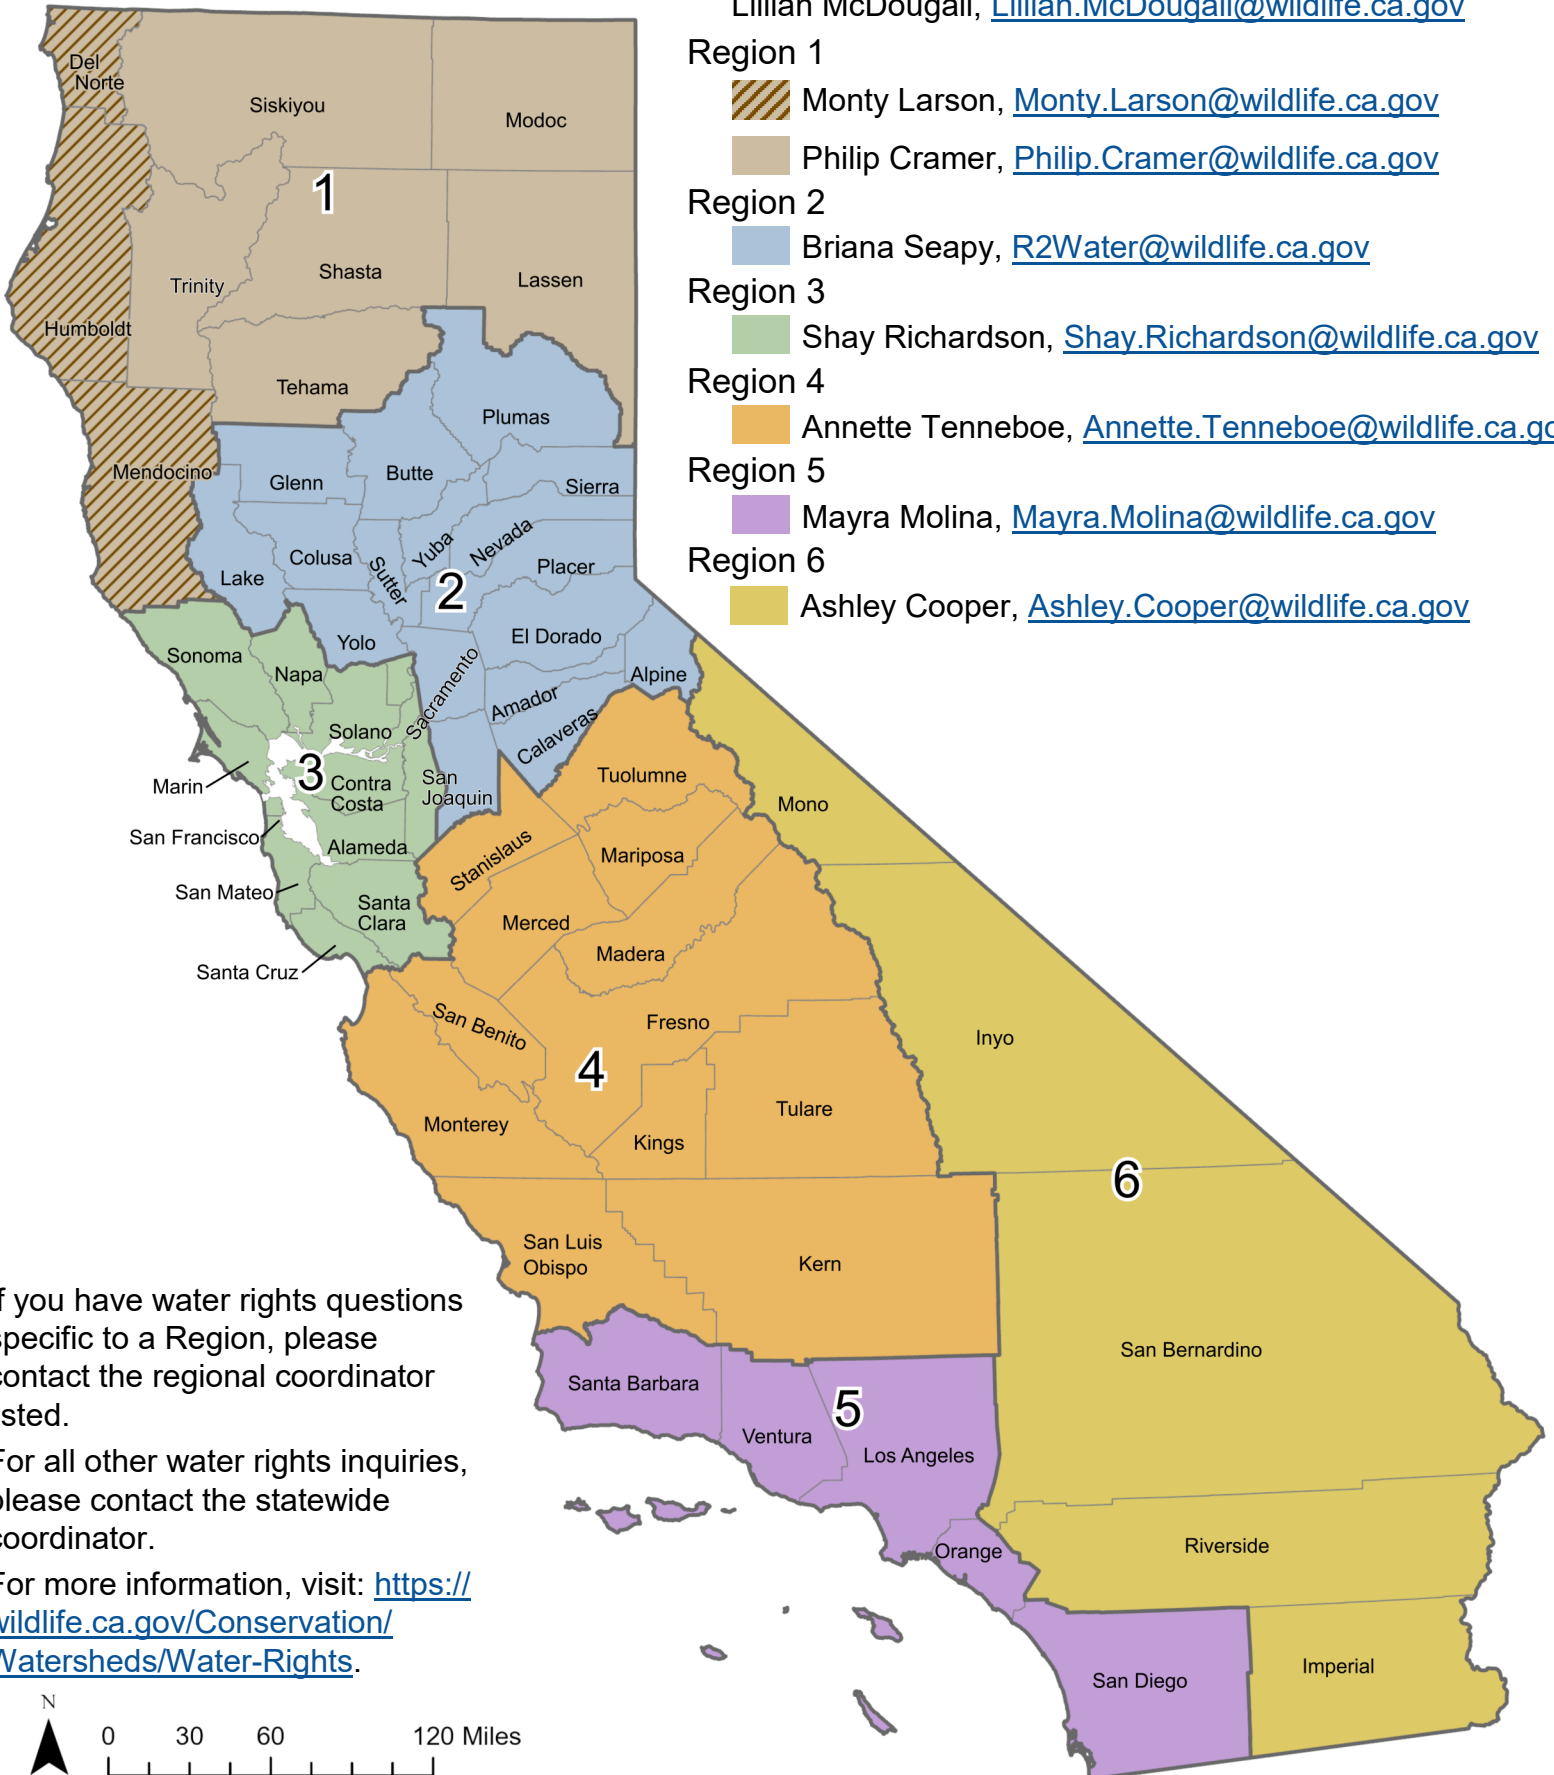 Lillian McDougall, Lillian.McDougall@wildlife.ca.gov
Region 1
Monty Larson, Monty.Larson@wildlife.ca.gov
Philip Cramer, Philip.Cramer@wildlife.ca.gov
Region 2
Briana Seapy, R2Water@wildlife.ca.gov
Region 3
Shay Richardson, Shay.Richardson@wildlife.ca.gov
Region 4
Annette Tenneboe, Annette.Tenneboe@wildlife.ca.go
Region 5
Mayra Molina, Mayra.Molina@wildlife.ca.gov
Region 6
Ashley Cooper, Ashley.Cooper@wildlife.ca.gov
Del
Norte
Siskiyou
Modoc
1
Trinity
Shasta
Lassen
Humboldt
Tehama
Plumas
Mendocino
Glenn
Butte
Sierra
Colusa
Sutter
Yuba
Nevada
Placer
Lake
2
Yolo
El Dorado
Sonoma
Napa
Sacramento
Alpine
Amador
Solano
Calaveras
Marin
3
Contra
Costa
San
Joaquin
Tuolumne
Mono
San Francisco
Alameda
Stanislaus
Mariposa
San Mateo
Santa
Clara
Merced
Madera
Santa Cruz
San Benito
Fresno
Inyo
4
Monterey
Kings
Tulare
6
San Luis
Obispo
Kern
San Bernardino
Santa Barbara
5
Ventura
Los Angeles
Orange
Riverside
San Diego
Imperial
f you have water rights questions
specific to a Region, please
contact the regional coordinator
sted.
For all other water rights inquiries,
please contact the statewide
coordinator.
For more information, visit: https://
wildlife.ca.gov/Conservation/
Watersheds/Water-Rights.
N
0 30 60 120 Miles